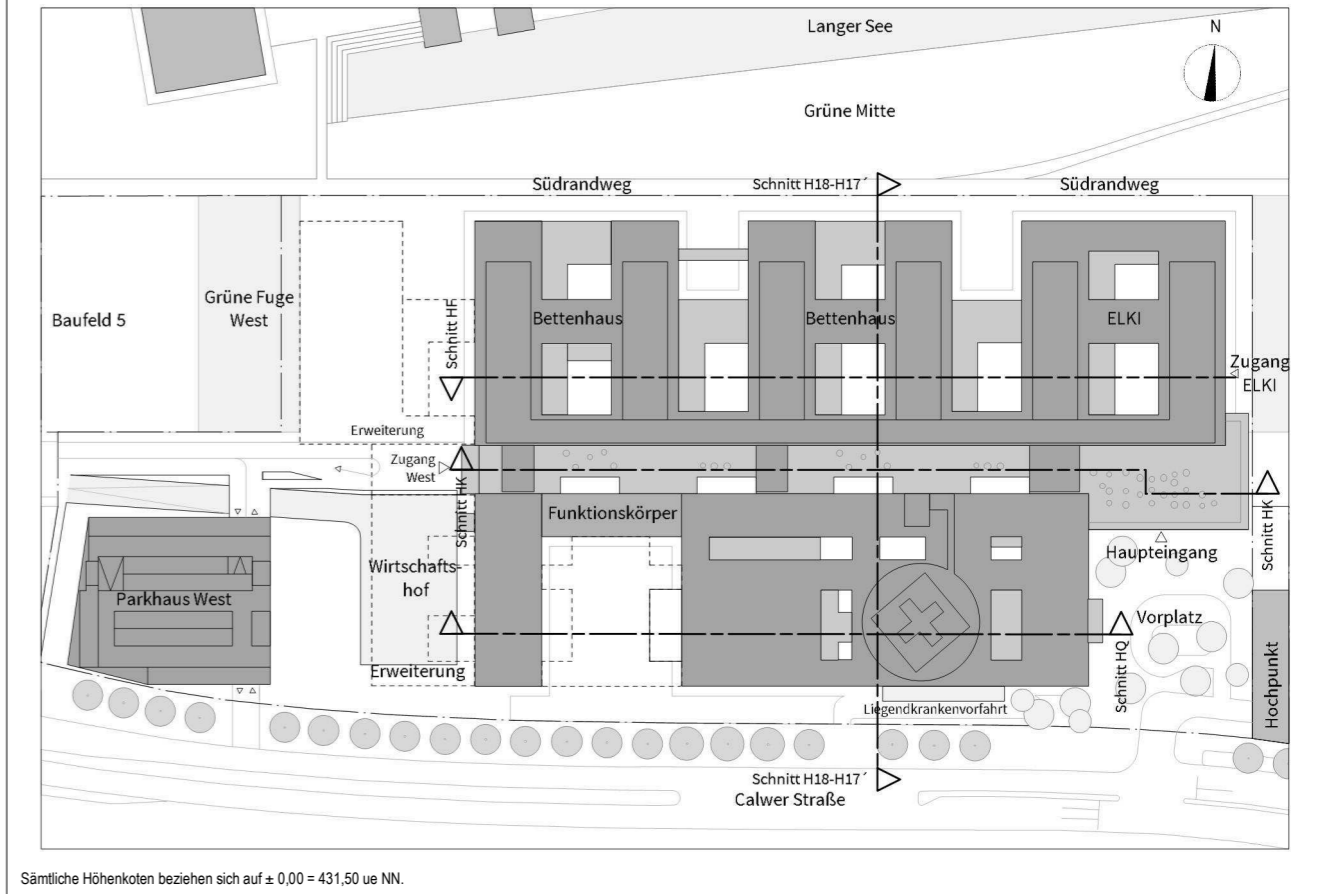 Langer See
N
Grüne Mitte
Südrandweg
Schnitt H18-H17´
Südrandweg
Grüne Fuge
West
Baufeld 5
Schnitt HF
Bettenhaus
Bettenhaus
ELKI
Zugang
ELKI
Erweiterung
Zugang
West
Schnitt HK
Funktionskörper
Schnitt HK
Haupteingang
Wirtschafts-
hof
Parkhaus West
Vorplatz
Schnitt HQ
Erweiterung
Hochpunkt
Liegendkrankenvorfahrt
Schnitt H18-H17´
Calwer Straße
Sämtliche Höhenkoten beziehen sich auf ± 0,00 = 431,50 ue NN.